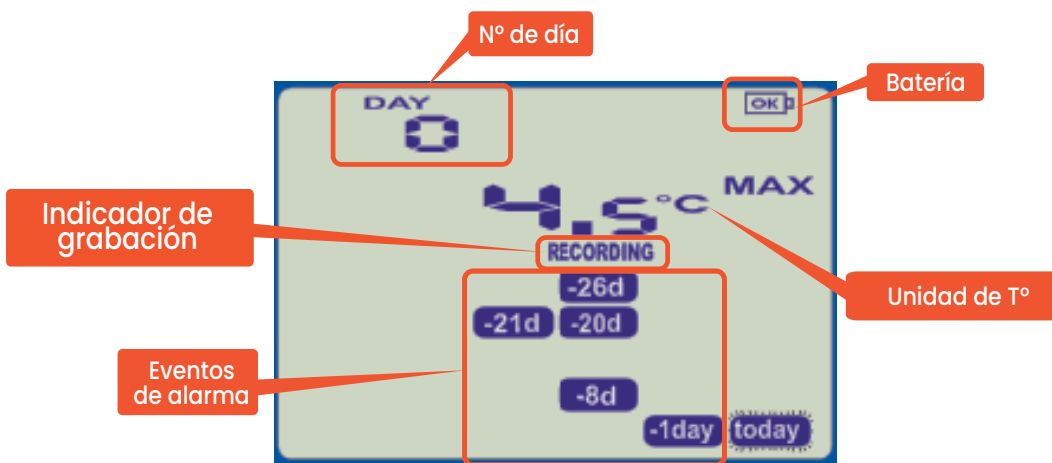 Nº de día
DAY
0
OK
Batería
MAX
4.5°C
Indicador de
grabación
RECORDING
Unidad de Tº
-26d
-21d -20d
Eventos
de alarma
-8d
-1day today